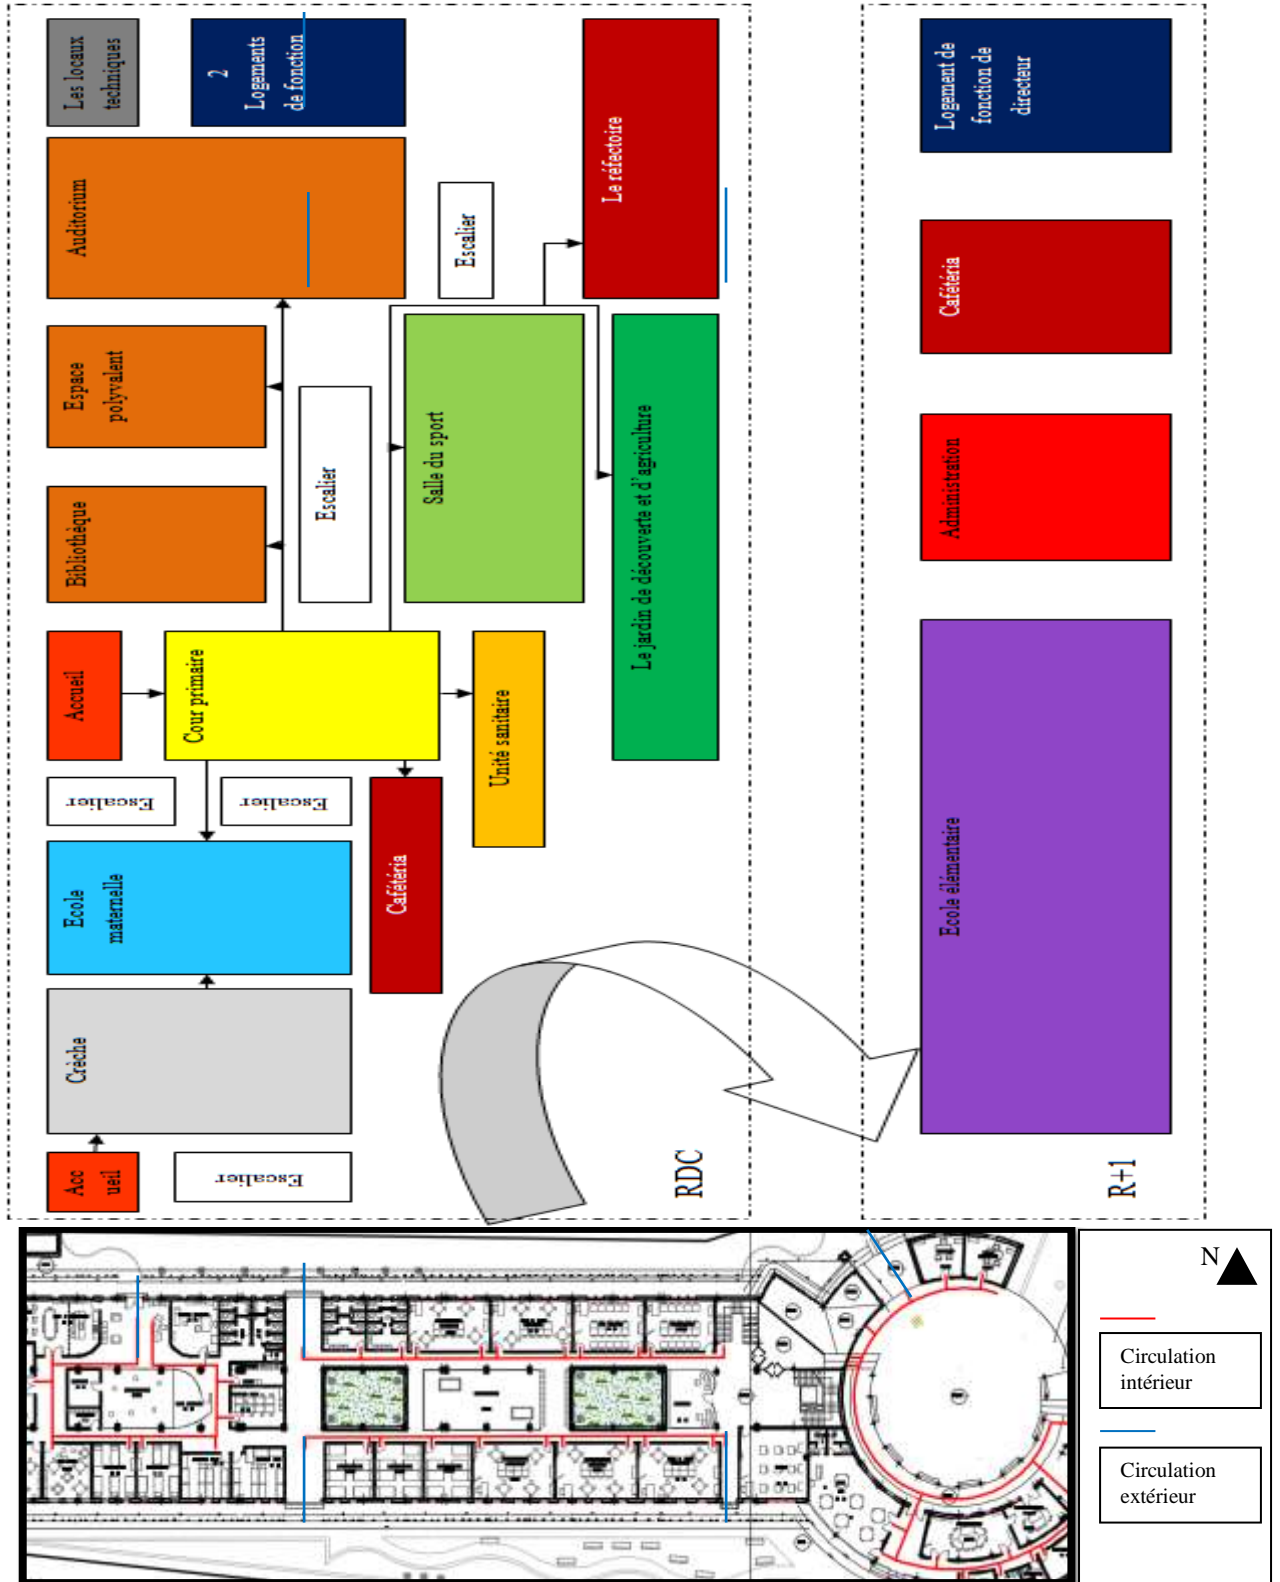 Les locaux
techniques
2
Logements
de fonction
Auditorium
Escalier
Le réfectoire
Espace
polyvalent
Bibliothèque
Escalier
Salle du sport
Le jardin de découverte et d'agriculture
Accueil
Cour primaire
Unité sanitaire
Escalier
Escalier
Ecole
maternelle
Cafétéria
Crèche
Acc
ueil
Escalier
RDC
Logement de
fonction de
directeur
Cafétéria
Administration
Ecole élémentaire
R+1
N
Circulation
intérieur
Circulation
extérieur